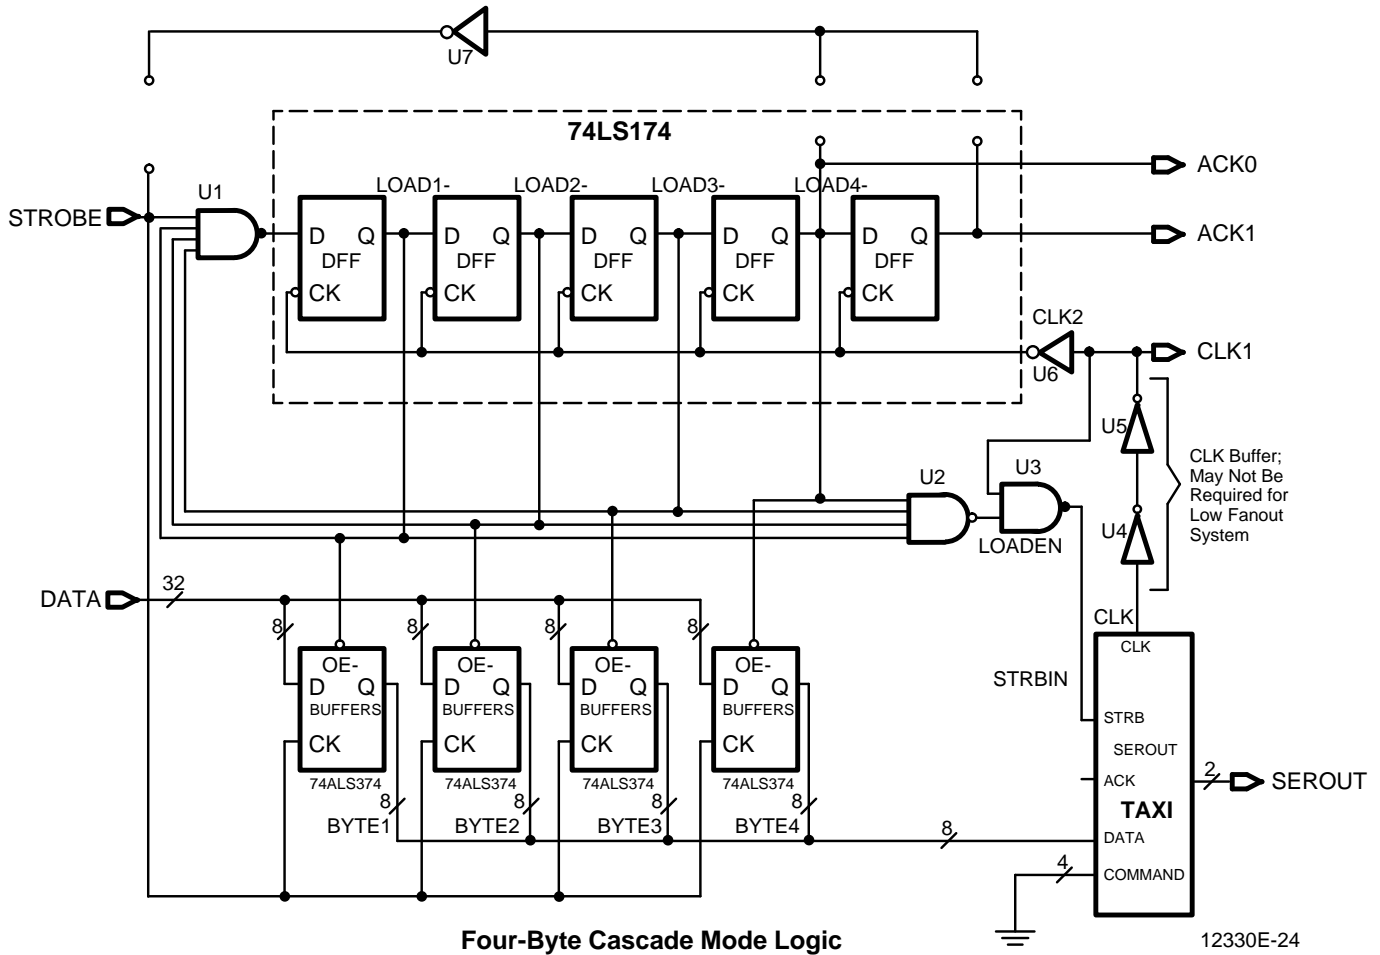 U7
74LS174
ACK0
U1
LOAD1-
LOAD2-
LOAD3-
LOAD4-
STROBE
D Q
DFF
CK
D Q
DFF
CK
D Q
DFF
CK
D Q
DFF
CK
D Q
DFF
CK
ACK1
CLK2
U6
CLK1
U5
CLK Buffer;
May Not Be
Required for
Low Fanout
System
U2
U3
LOADEN
U4
DATA
32
8
8
8
8
CLK
OE-
D Q
BUFFERS
CK
74ALS374
OE-
D Q
BUFFERS
CK
74ALS374
OE-
D Q
BUFFERS
CK
74ALS374
OE-
D Q
BUFFERS
CK
74ALS374
8
BYTE1
8
BYTE2
8
BYTE3
8
BYTE4
STRBIN
CLK
STRB
SEROUT
ACK
TAXI
DATA
COMMAND
2
SEROUT
8
4
Four-Byte Cascade Mode Logic
12330E-24